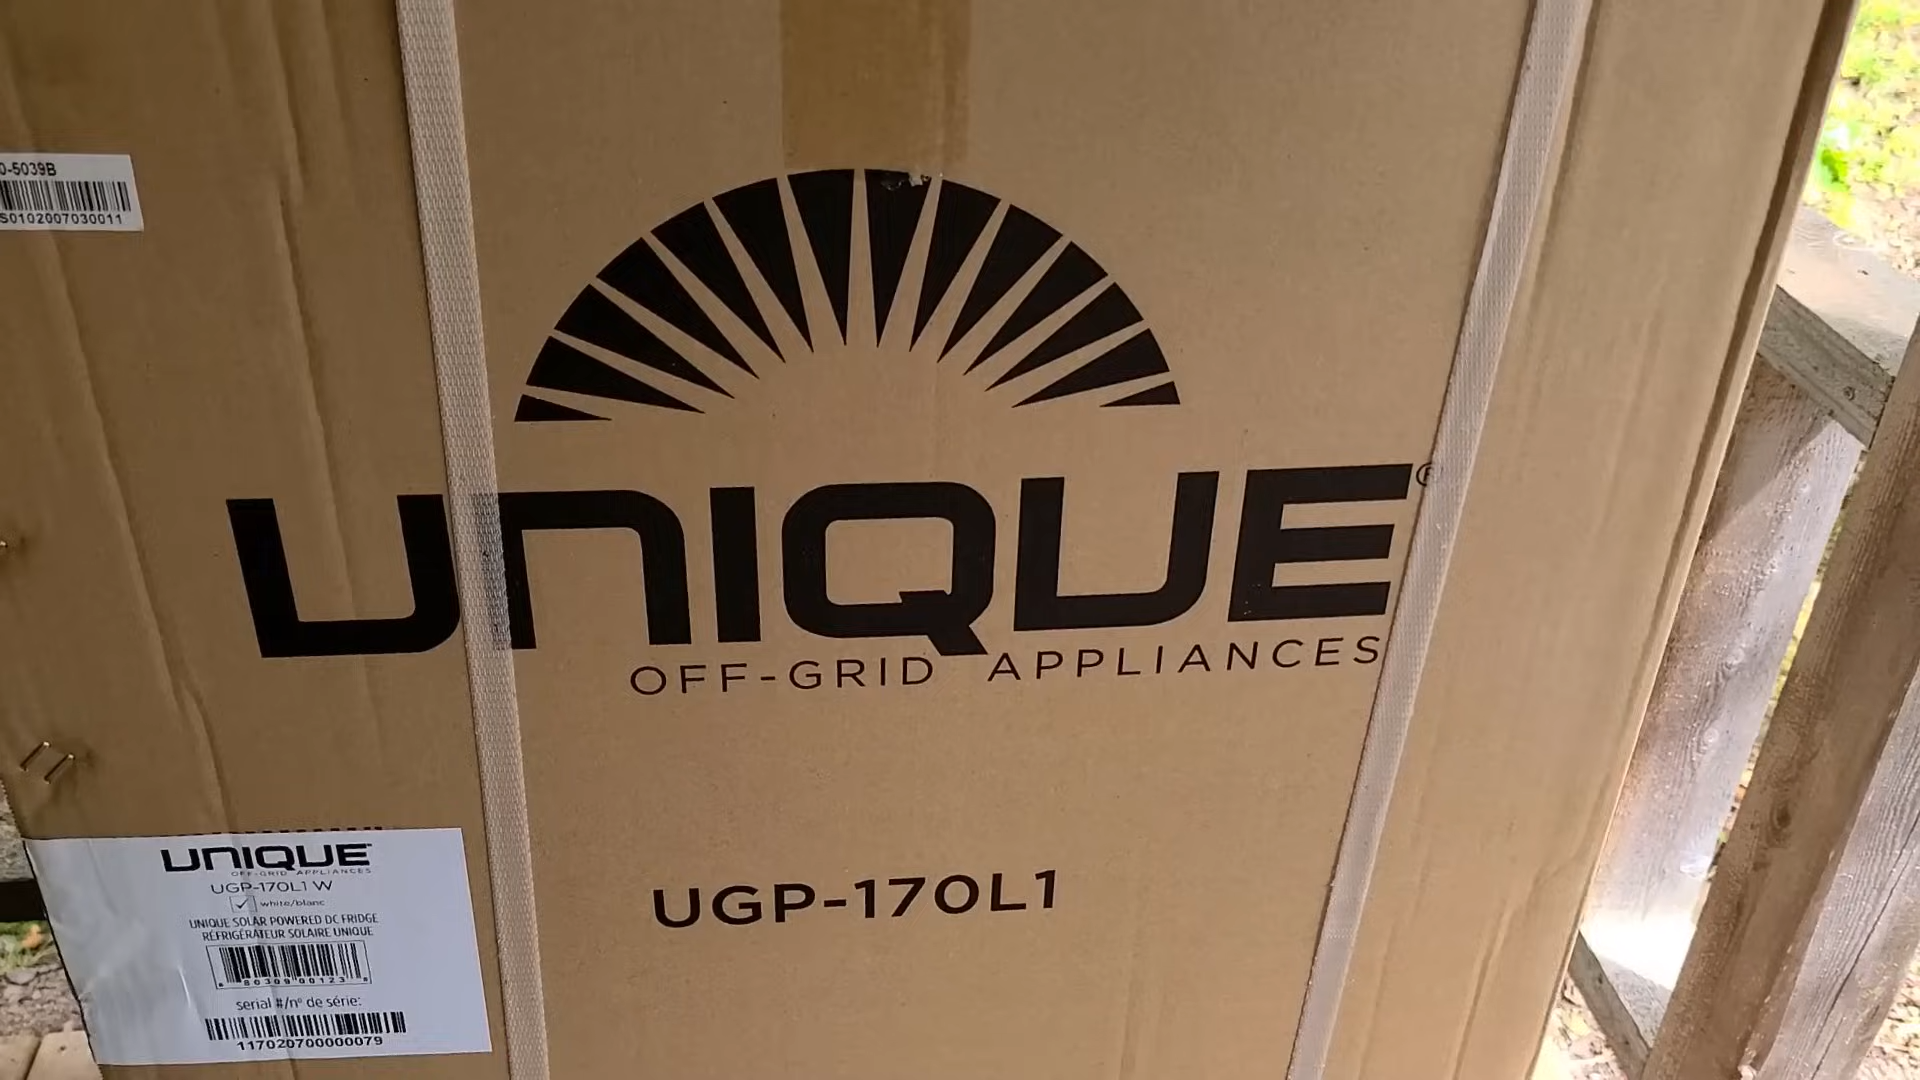 0-5039B
S0102007030011
UNIQUE®
OFF-GRID APPLIANCES
UGP-170L1
UNIQUE
OFF-GRID APPLIANCES
UGP-170L1 W
white/blanc
UNIQUE SOLAR POWERED DC FRIDGE
RÉFRIGÉRATEUR SOLAIRE UNIQUE
serial #/nº de série:
117020700000079